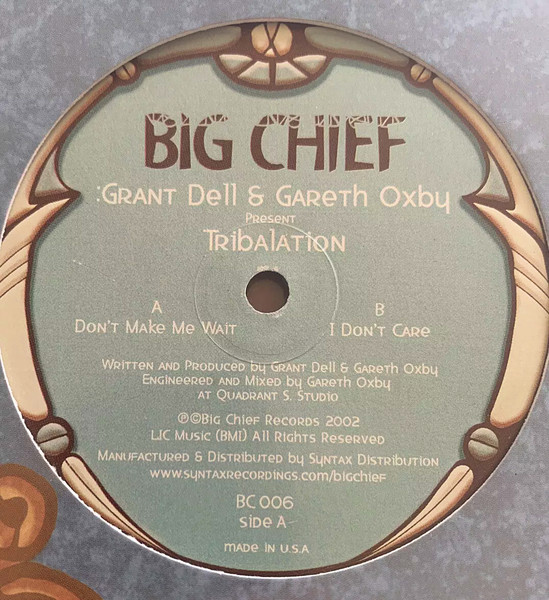 BIG CHIEF
:GRANT DELL & GARETH OXBY
PRESENT
TRIBALATION
A
DON'T MAKE ME WAIT
B
I DON'T CARE
WRITTEN AND PRODUCED by GRANT DELL & GARETH OXBY
ENGINEERED AND MIXED by GARETH OXBY
AT QUADRANT S. STUDIO
℗©BIG CHIEF RECORDS 2002
LJC MUSIC (BMI) ALL RIGHTS RESERVED
MANUFACTURED & DISTRIBUTED by SYNTAX DISTRIBUTION
www.syntaxrecordings.com/bigchief
BC 006
SIDE A
MADE IN U.S.A